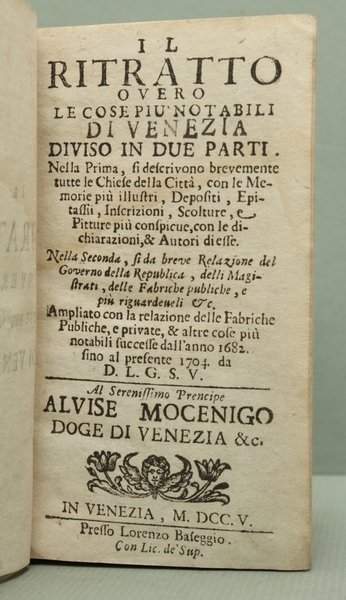 IL
RITRATTO
OVERO
LE COSE PIU' NOTABILI
DI VENEZIA
DIVISO IN DUE PARTI.
Nella Prima, si descrivono brevemente
tutte le Chiese della Città, con le Me-
morie più illustri, Depositi, Epi-
tassii, Inscrizioni, Scolture, e
Pitture più conspicue, con le di-
chiarazioni, & Autori di esse.
Nella Seconda, si da breve Relazione del
Governo della Republica, delli Magi-
strati, delle Fabriche publiche, e
più riguardevoli &c.
Ampliato con la relazione delle Fabriche
Publiche, e private, & altre cose più
notabili successe dall'anno 1682.
sino al presente 1704. da
D. L. G. S. V.
Al Serenissimo Prencipe
ALVISE MOCENIGO
DOGE DI VENEZIA &c.
IN VENEZIA, M. DCC. V.
Presso Lorenzo Baseggio.
Con Lic. de' Sup.